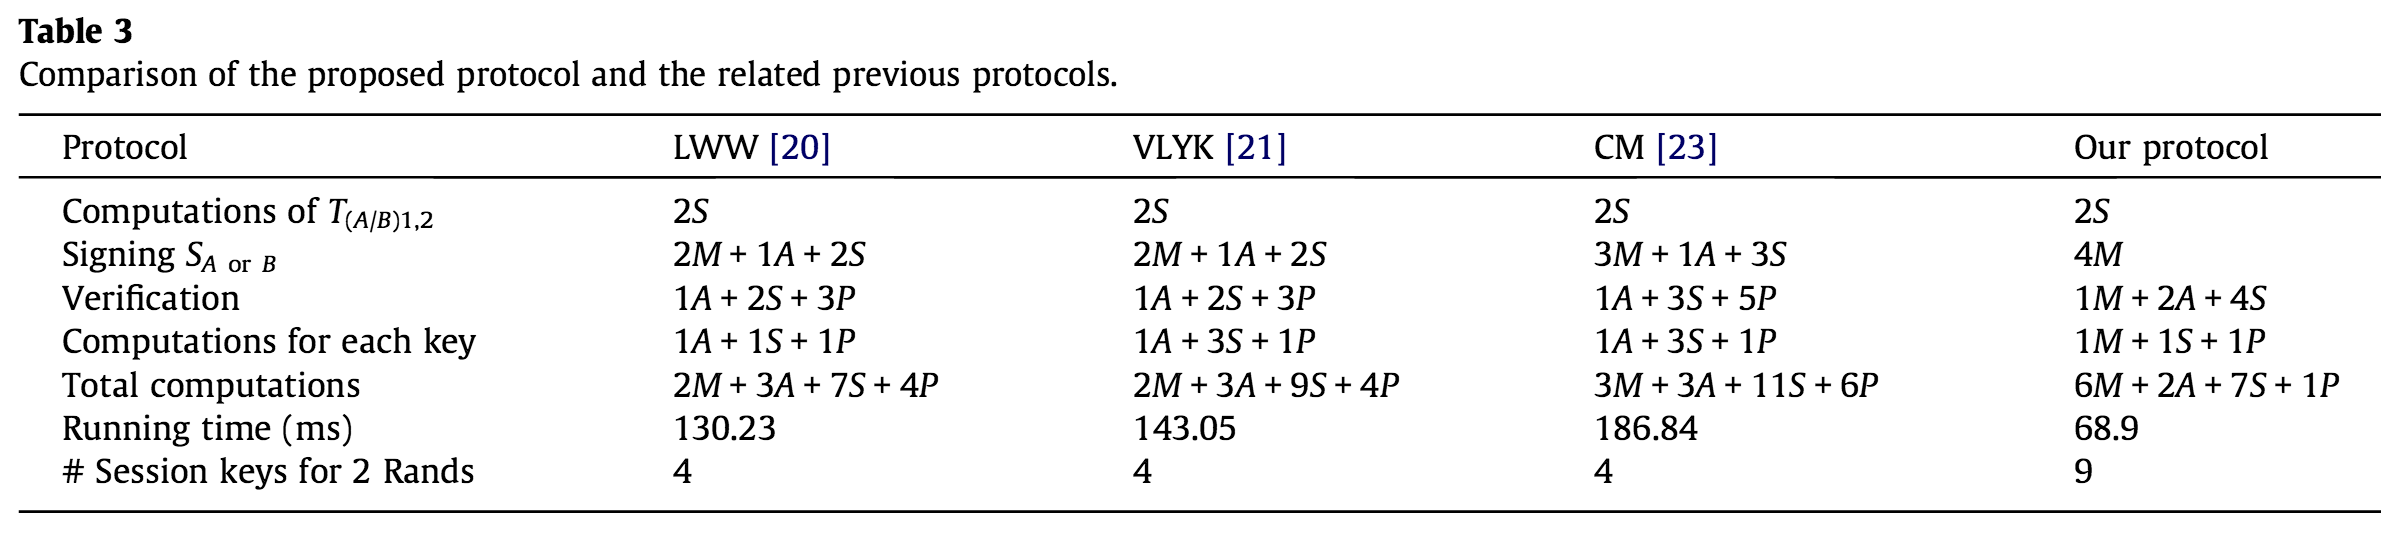 Table 3
Comparison of the proposed protocol and the related previous protocols.
Protocol LWW [20] VLYK [21] CM [23] Our protocol
Computations of T(A/B)1,2 2S 2S 2S 2S
Signing SA or B 2M + 1A + 2S 2M + 1A + 2S 3M + 1A + 3S 4M
Verification 1A + 2S + 3P 1A + 2S + 3P 1A + 3S + 5P 1M + 2A + 4S
Computations for each key 1A + 1S + 1P 1A + 3S + 1P 1A + 3S + 1P 1M + 1S + 1P
Total computations 2M + 3A + 7S + 4P 2M + 3A + 9S + 4P 3M + 3A + 11S + 6P 6M + 2A + 7S + 1P
Running time (ms) 130.23 143.05 186.84 68.9
# Session keys for 2 Rands 4 4 4 9